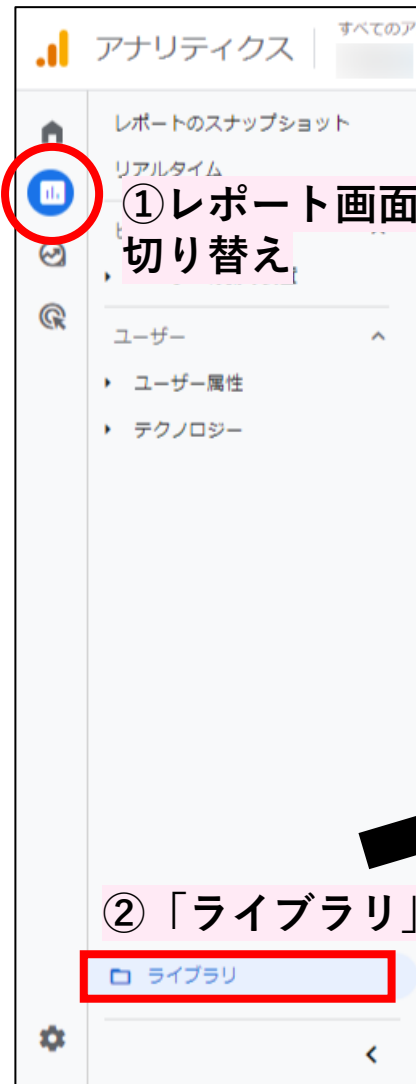 アナリティクス
すべてのア
レポートのスナップショット
リアルタイム
①レポート画面
切り替え
ユーザー
ユーザー属性
テクノロジー
②「ライブラリ」
ライブラリ